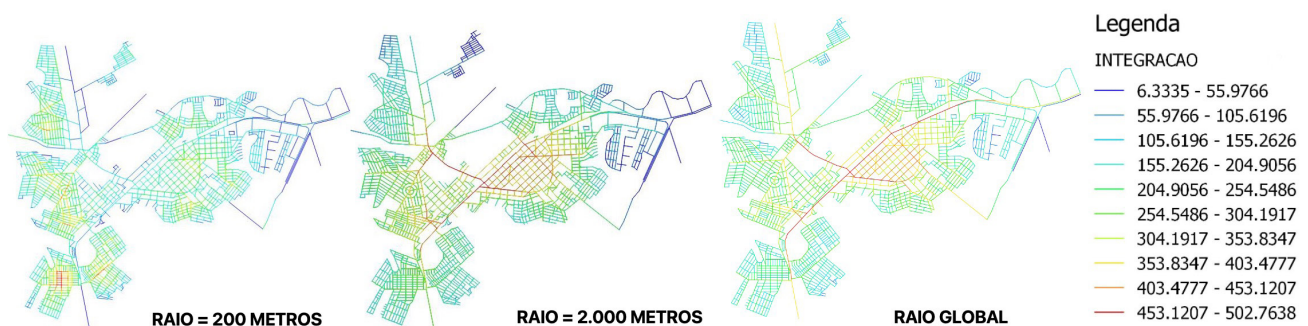 Legenda
INTEGRACAO
6.3335 - 55.9766
55.9766 - 105.6196
105.6196 - 155.2626
155.2626 - 204.9056
204.9056 - 254.5486
254.5486 - 304.1917
304.1917 - 353.8347
353.8347 - 403.4777
403.4777 - 453.1207
453.1207 - 502.7638
RAIO = 200 METROS
RAIO = 2.000 METROS
RAIO GLOBAL